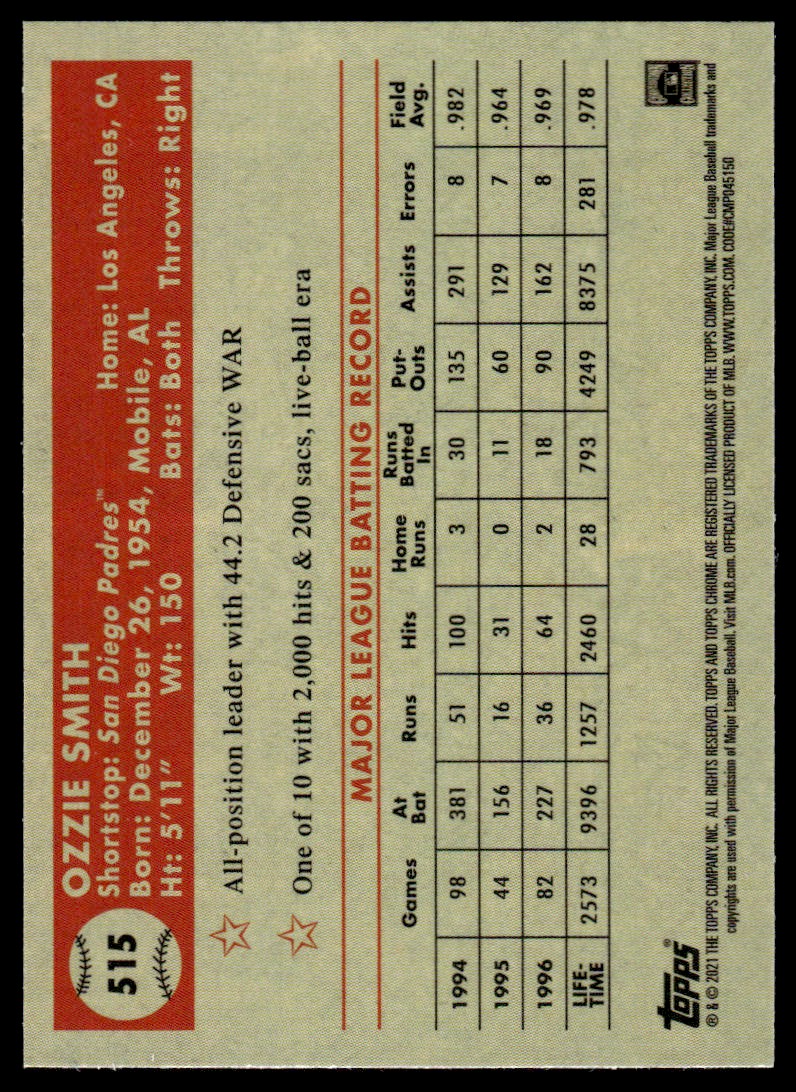 515
OZZIE SMITH
Shortstop: San Diego Padres™ Home: Los Angeles, CA
Born: December 26, 1954, Mobile, AL
Ht: 5'11" Wt: 150 Bats: Both Throws: Right
All-position leader with 44.2 Defensive WAR
One of 10 with 2,000 hits & 200 sacs, live-ball era
MAJOR LEAGUE BATTING RECORD
Games At Bat Runs Hits Home Runs Runs Batted In Put-Outs Assists Errors Field Avg.
1994 98 381 51 100 3 30 135 291 8 .982
1995 44 156 16 31 0 11 60 129 7 .964
1996 82 227 36 64 2 18 90 162 8 .969
LIFE-TIME 2573 9396 1257 2460 28 793 4249 8375 281 .978
topps®
® & © 2021 THE TOPPS COMPANY, INC. ALL RIGHTS RESERVED. TOPPS AND TOPPS CHROME ARE REGISTERED TRADEMARKS OF THE TOPPS COMPANY, INC. Major League Baseball trademarks and
copyrights are used with permission of Major League Baseball. Visit MLB.com. OFFICIALLY LICENSED PRODUCT OF MLB. WWW.TOPPS.COM. CODE#CMP045150